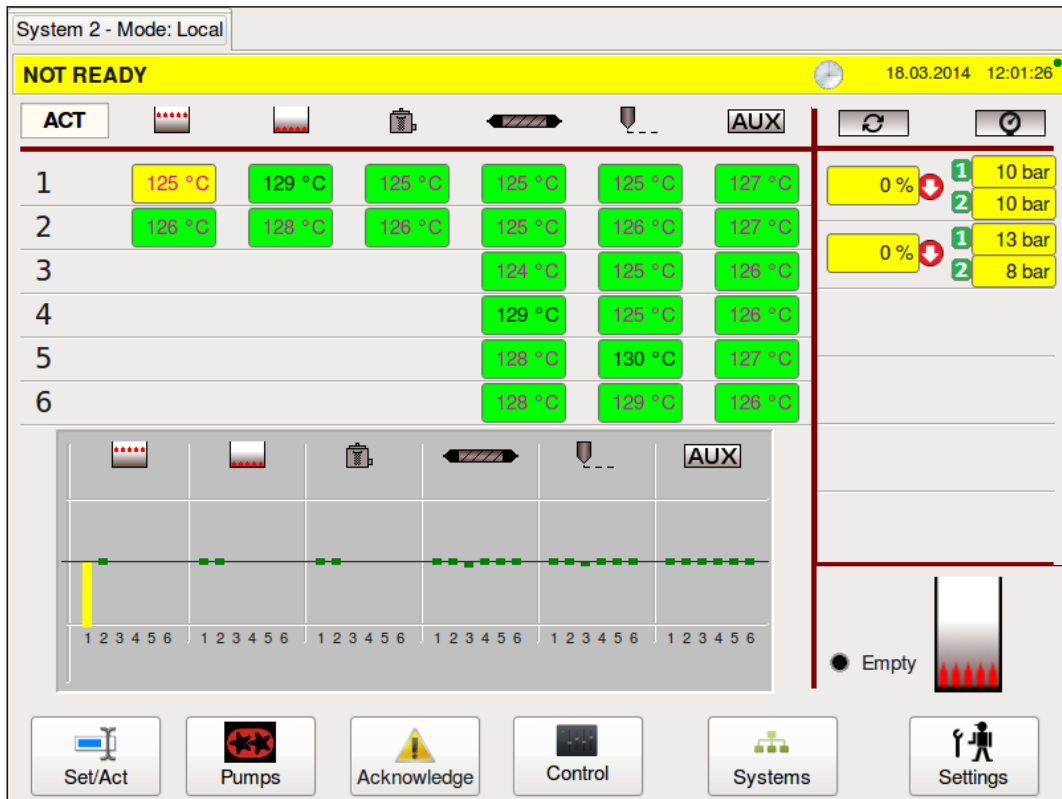 System 2 - Mode: Local
NOT READY 18.03.2014 12:01:26
ACT AUX
1 125 °C 129 °C 125 °C 125 °C 125 °C 127 °C 0 % 1 10 bar
2 10 bar
2 126 °C 128 °C 126 °C 125 °C 126 °C 127 °C 0 % 1 13 bar
2 8 bar
3 124 °C 125 °C 126 °C
4 129 °C 125 °C 126 °C
5 128 °C 130 °C 127 °C
6 128 °C 129 °C 126 °C
AUX
1 2 3 4 5 6 1 2 3 4 5 6 1 2 3 4 5 6 1 2 3 4 5 6 1 2 3 4 5 6 1 2 3 4 5 6
Empty
Set/Act Pumps Acknowledge Control Systems Settings